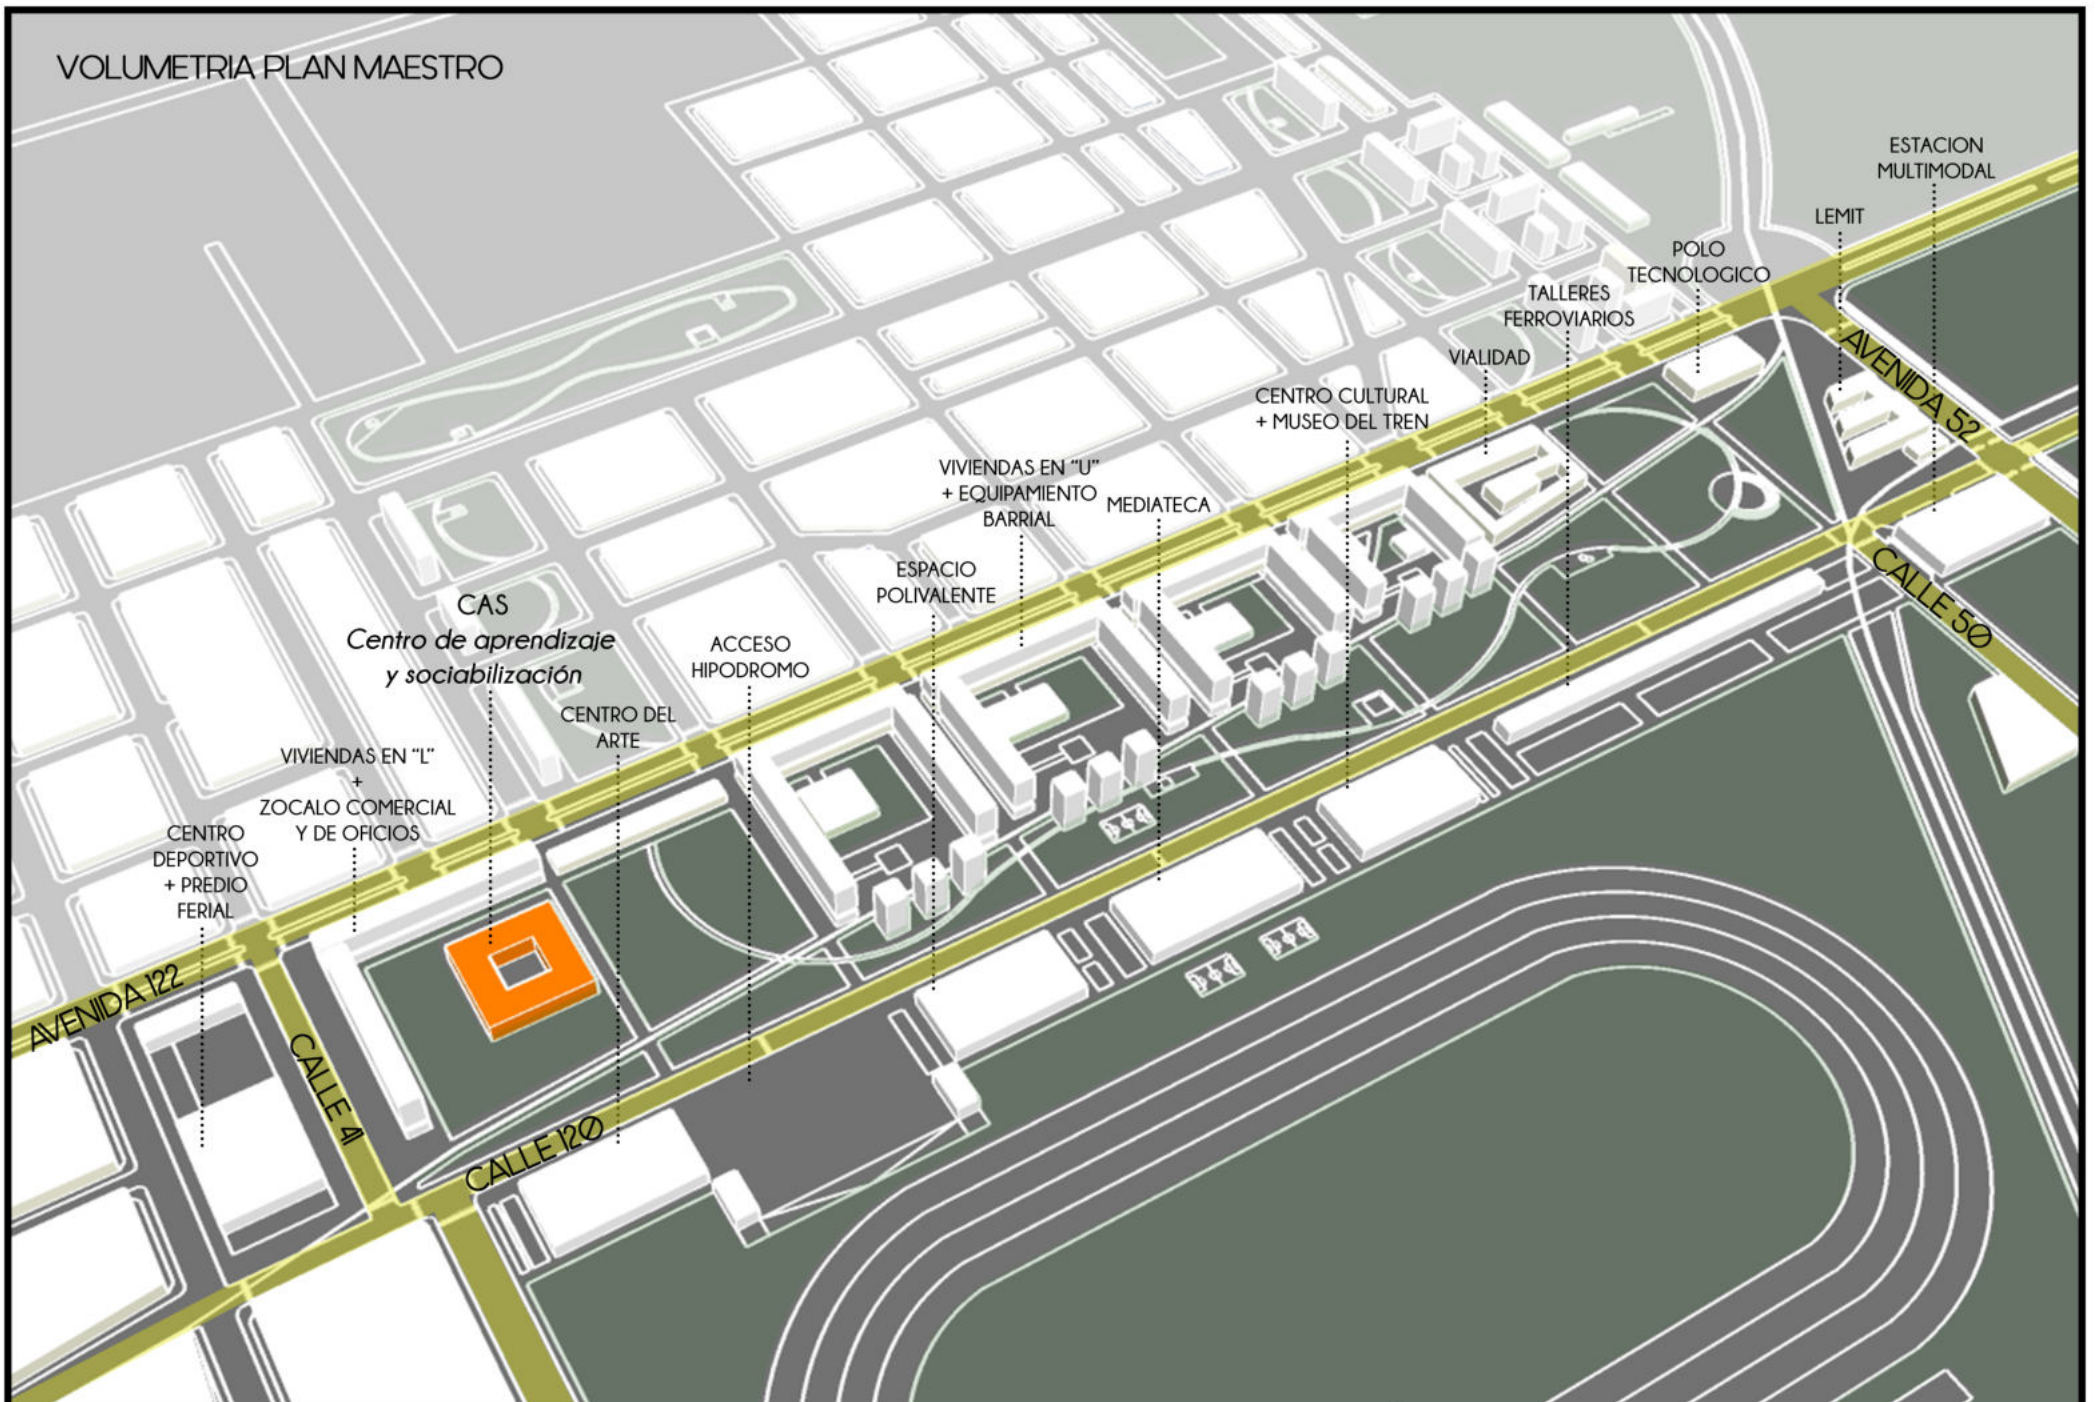 VOLUMETRIA PLAN MAESTRO
ESTACION
MULTIMODAL
LEMIT
POLO
TECNOLOGICO
TALLERES
FERROVIARIOS
VIALIDAD
CENTRO CULTURAL
+ MUSEO DEL TREN
AVENIDA 52
VIVIENDAS EN "U"
+ EQUIPAMIENTO
BARRIAL
MEDIATECA
ESPACIO
POLIVALENTE
CALLE 50
CAS
Centro de aprendizaje
y sociabilización
ACCESO
HIPODROMO
CENTRO DEL
ARTE
VIVIENDAS EN "L"
+
ZOCALO COMERCIAL
Y DE OFICIOS
CENTRO
DEPORTIVO
+ PREDIO
FERIAL
AVENIDA 122
CALLE 41
CALLE 120